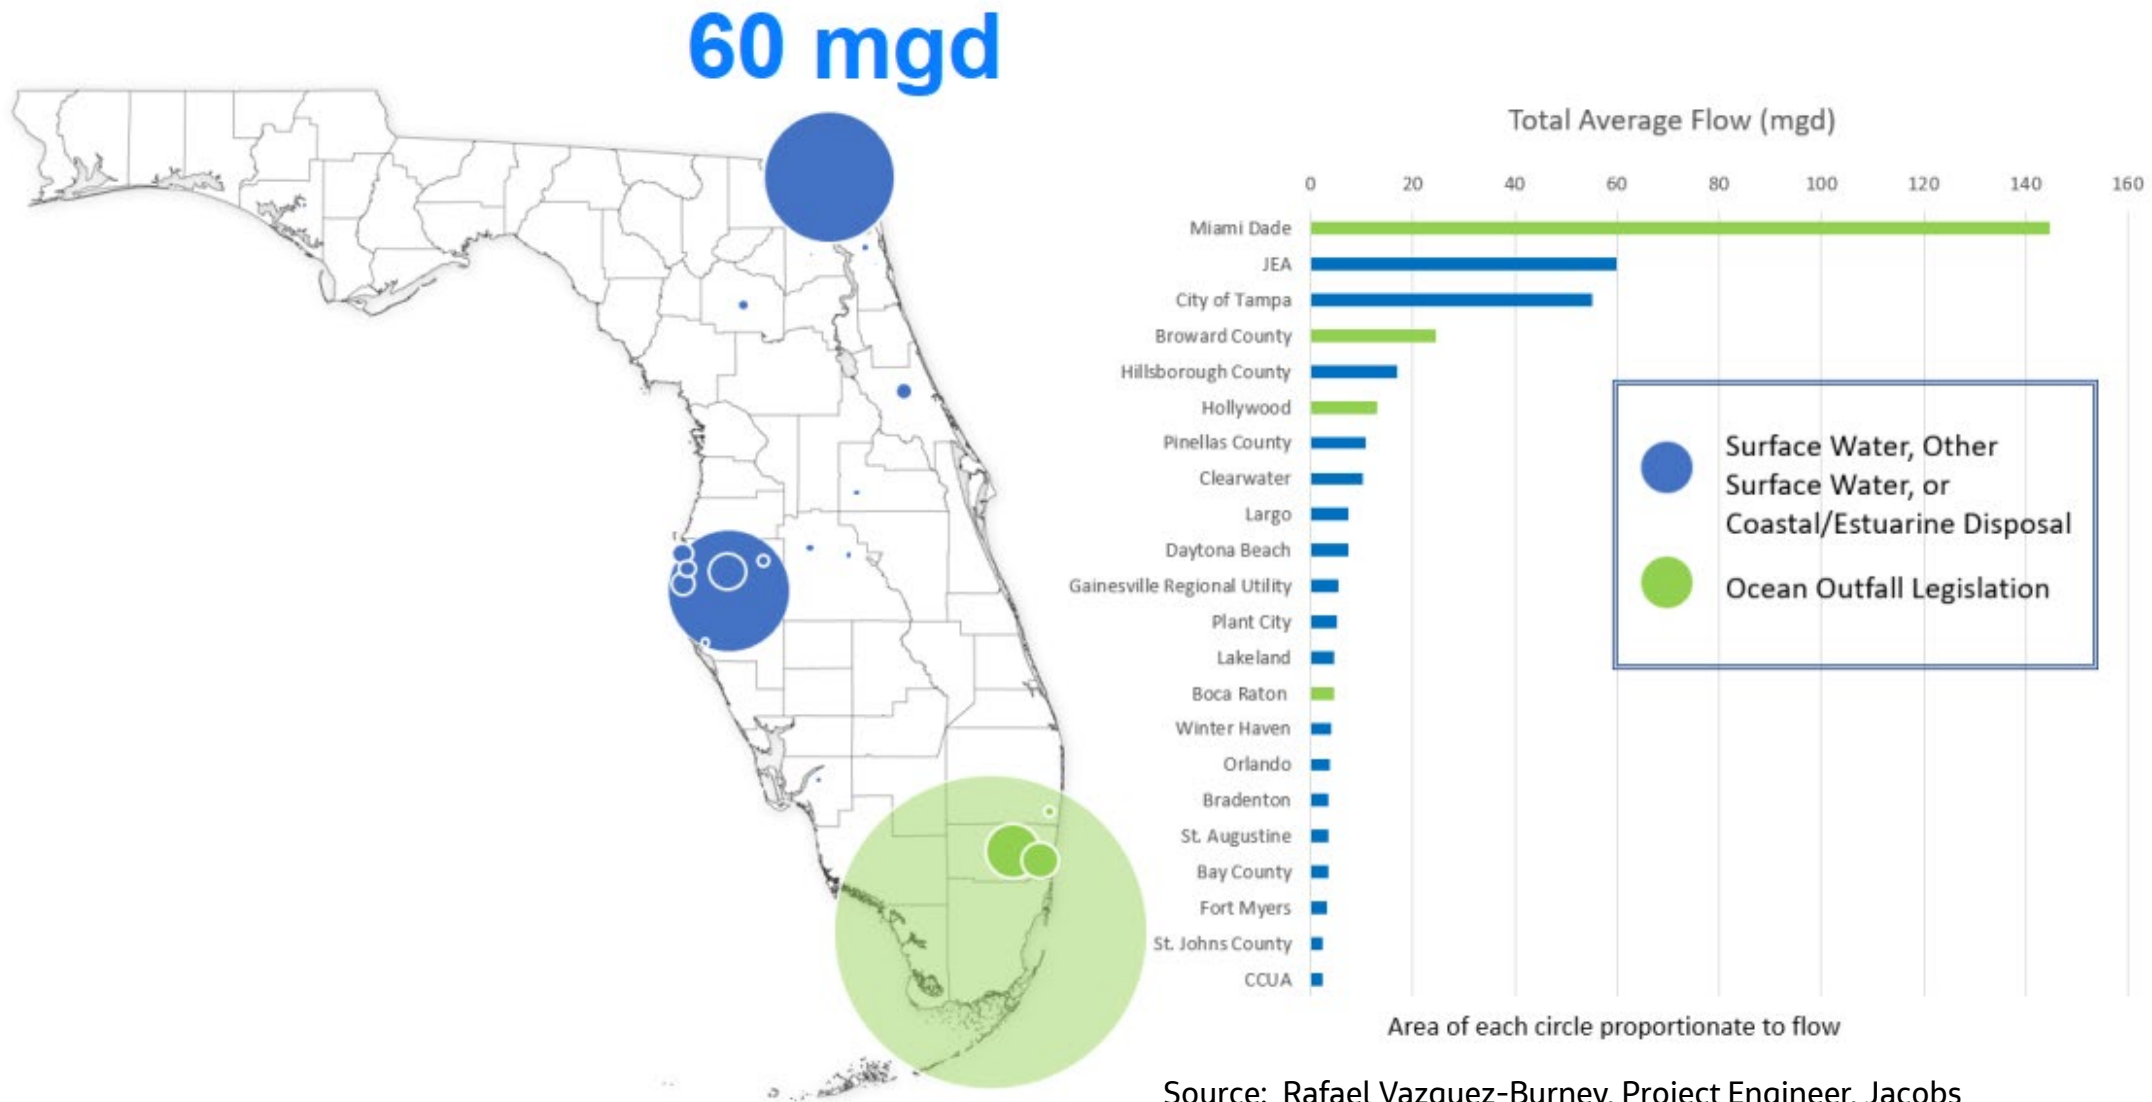 60 mgd
Total Average Flow (mgd)
0 20 40 60 80 100 120 140 160
Miami Dade
JEA
City of Tampa
Broward County
Hillsborough County
Hollywood
Pinellas County
Clearwater
Largo
Daytona Beach
Gainesville Regional Utility
Plant City
Lakeland
Boca Raton
Winter Haven
Orlando
Bradenton
St. Augustine
Bay County
Fort Myers
St. Johns County
CCUA
Surface Water, Other
Surface Water, or
Coastal/Estuarine Disposal
Ocean Outfall Legislation
Area of each circle proportionate to flow
Source: Rafael Vazquez-Burney, Project Engineer, Jacobs